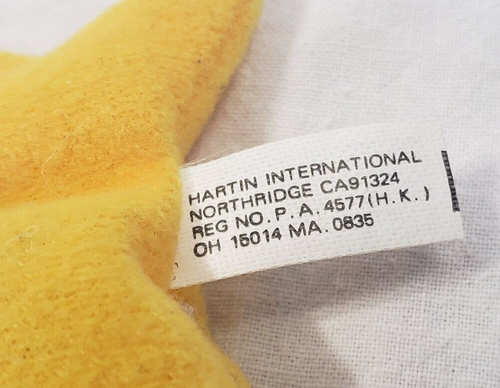 HARTIN INTERNATIONAL
NORTHRIDGE CA91324
REG NO. P. A. 4577(H. K. )
OH 15014 MA. 0835